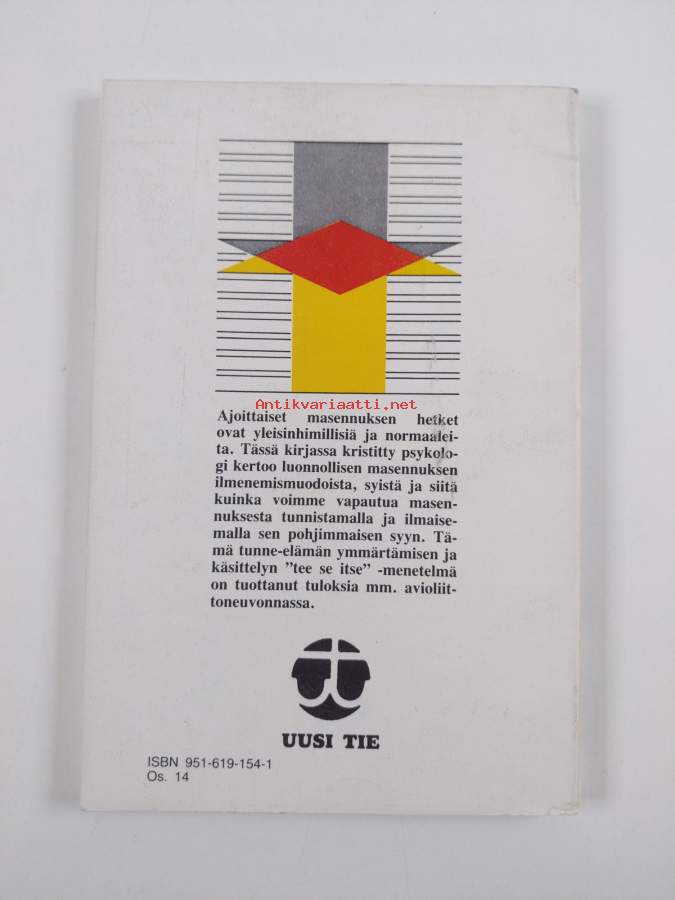 Antikvariaatti.net
Ajoittaiset masennuksen hetket
ovat yleisinhimillisiä ja normaalei-
ta. Tässä kirjassa kristitty psykolo-
gi kertoo luonnollisen masennuksen
ilmenemismuodoista, syistä ja siitä
kuinka voimme vapautua masen-
nuksesta tunnistamalla ja ilmaise-
malla sen pohjimmaisen syyn. Tä-
mä tunne-elämän ymmärtämisen ja
käsittelyn ”tee se itse” -menetelmä
on tuottanut tuloksia mm. avioliit-
toneuvonnassa.
UUSI TIE
ISBN 951-619-154-1
Os. 14